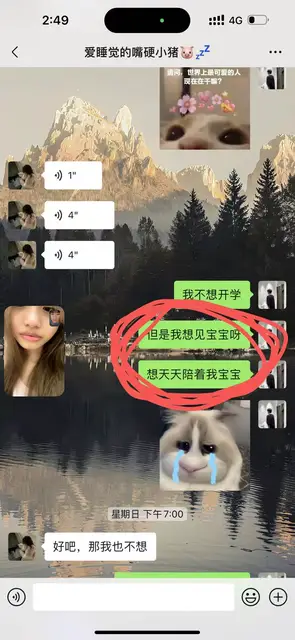 2:49
4G
爱睡觉的嘴硬小猪🐷💤
请问,世界上最可爱的人
现在在干嘛?
1"
4"
4"
我不想开学
但是我想见宝宝呀
想天天陪着我宝宝
星期日 下午7:00
好吧，那我也不想